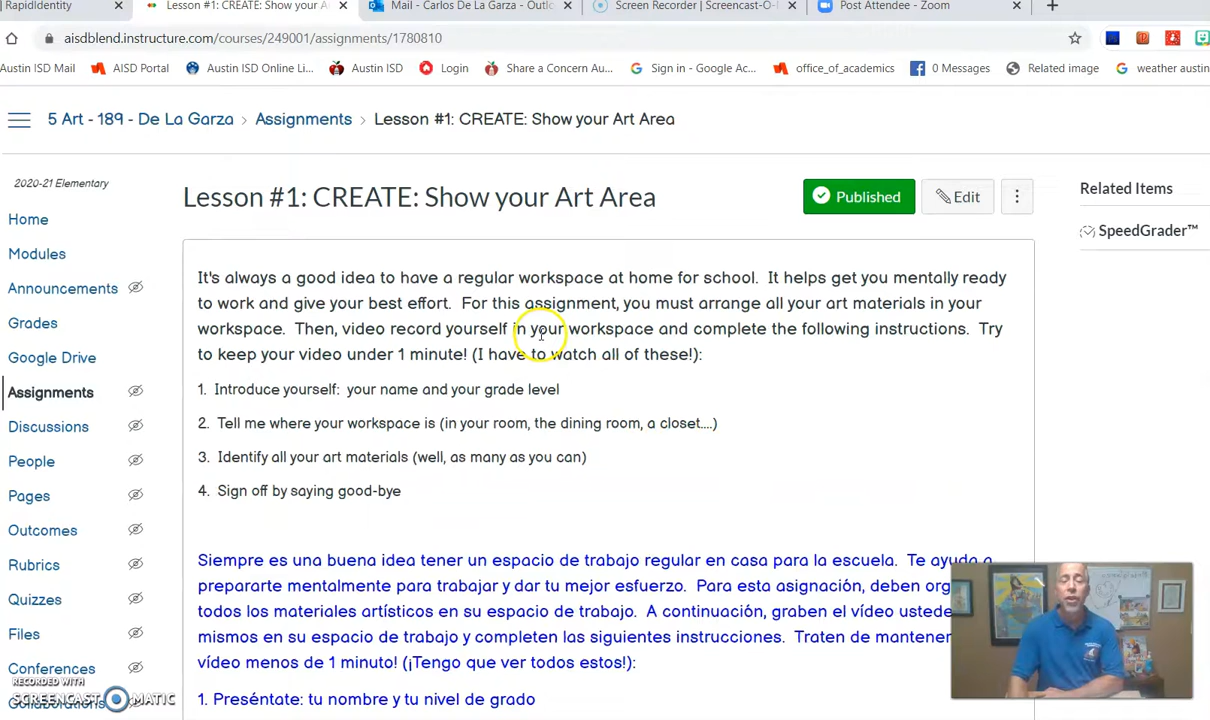 RapidIdentity
Lesson #1: CREATE: Show your Ar
Mail - Carlos De La Garza - Outlo
Screen Recorder | Screencast-O-
Post Attendee - Zoom
aisdblend.instructure.com/courses/249001/assignments/1780810
Austin ISD Mail
AISD Portal
Austin ISD Online Li...
Austin ISD
Login
Share a Concern Au...
Sign in - Google Ac...
office_of_academics
0 Messages
Related image
weather austin
5 Art - 189 - De La Garza > Assignments > Lesson #1: CREATE: Show your Art Area
2020-21 Elementary
Home
Modules
Announcements
Grades
Google Drive
Assignments
Discussions
People
Pages
Outcomes
Rubrics
Quizzes
Files
Conferences
Collaborations
Lesson #1: CREATE: Show your Art Area
Published
Edit
Related Items
SpeedGrader™
It's always a good idea to have a regular workspace at home for school. It helps get you mentally ready
to work and give your best effort. For this assignment, you must arrange all your art materials in your
workspace. Then, video record yourself in your workspace and complete the following instructions. Try
to keep your video under 1 minute! (I have to watch all of these!):
1. Introduce yourself: your name and your grade level
2. Tell me where your workspace is (in your room, the dining room, a closet....)
3. Identify all your art materials (well, as many as you can)
4. Sign off by saying good-bye
Siempre es una buena idea tener un espacio de trabajo regular en casa para la escuela. Te ayuda a
prepararte mentalmente para trabajar y dar tu mejor esfuerzo. Para esta asignación, deben org
todos los materiales artísticos en su espacio de trabajo. A continuación, graben el vídeo ustede
mismos en su espacio de trabajo y completen las siguientes instrucciones. Traten de mantener
vídeo menos de 1 minuto! (¡Tengo que ver todos estos!):
1. Preséntate: tu nombre y tu nivel de grado
RECORDED WITH
SCREENCAST MATIC